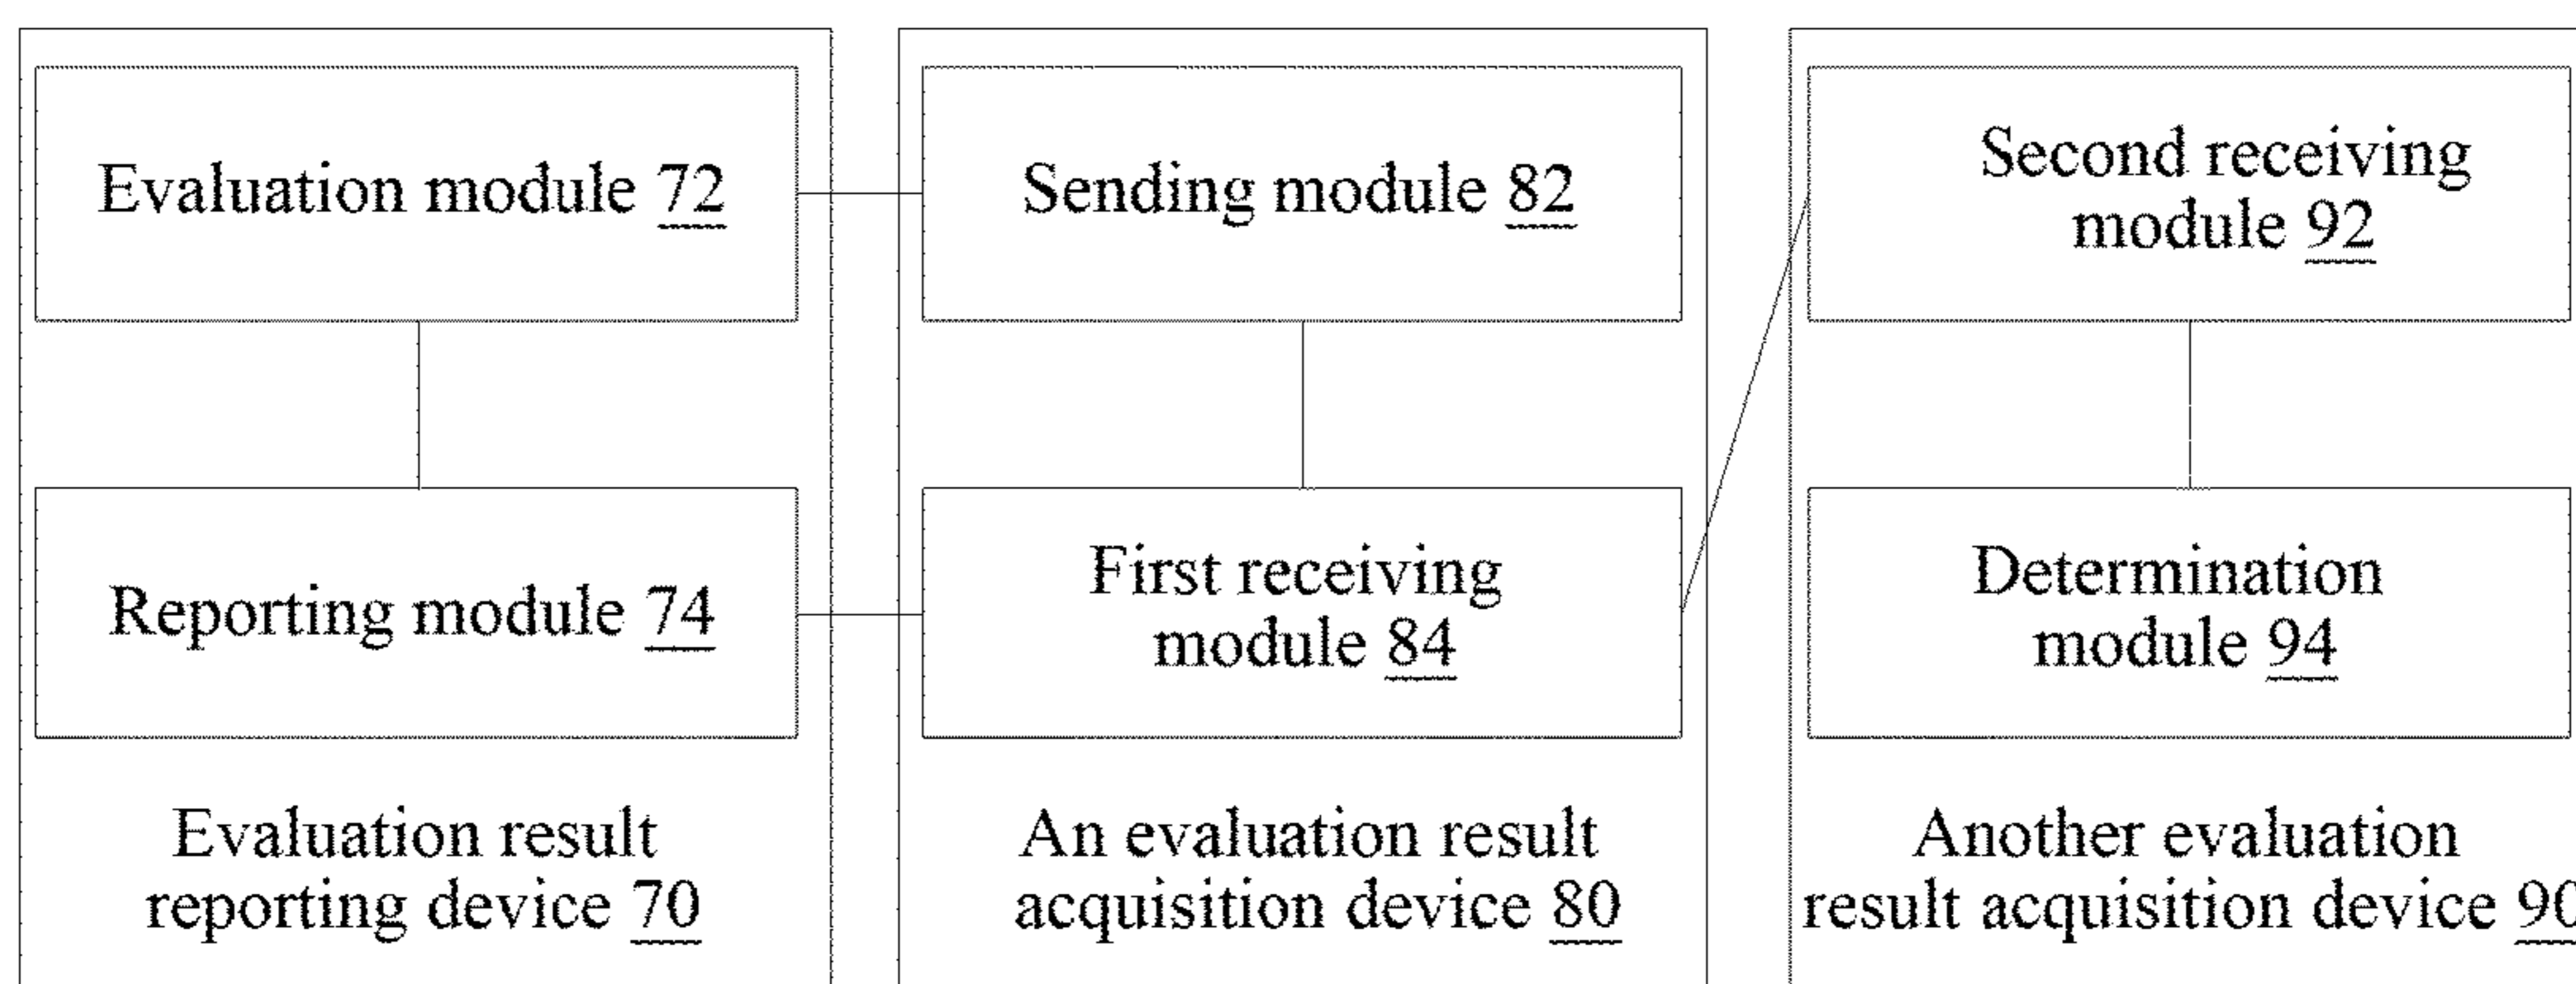 Evaluation module 72
Reporting module 74
Evaluation result
reporting device 70
Sending module 82
First receiving
module 84
An evaluation result
acquisition device 80
Second receiving
module 92
Determination
module 94
Another evaluation
result acquisition device 90